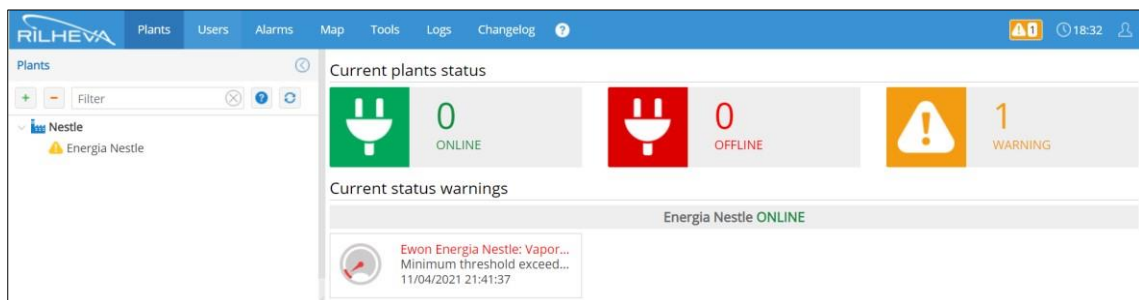 RiLHEVA Plants Users Alarms Map Tools Logs Changelog ? 1 18:32
Plants
+ - Filter ?
Nestle
Energia Nestle
Current plants status
0
ONLINE
0
OFFLINE
1
WARNING
Current status warnings
Energia Nestle ONLINE
Ewon Energia Nestle: Vapor...
Minimum threshold exceed...
11/04/2021 21:41:37